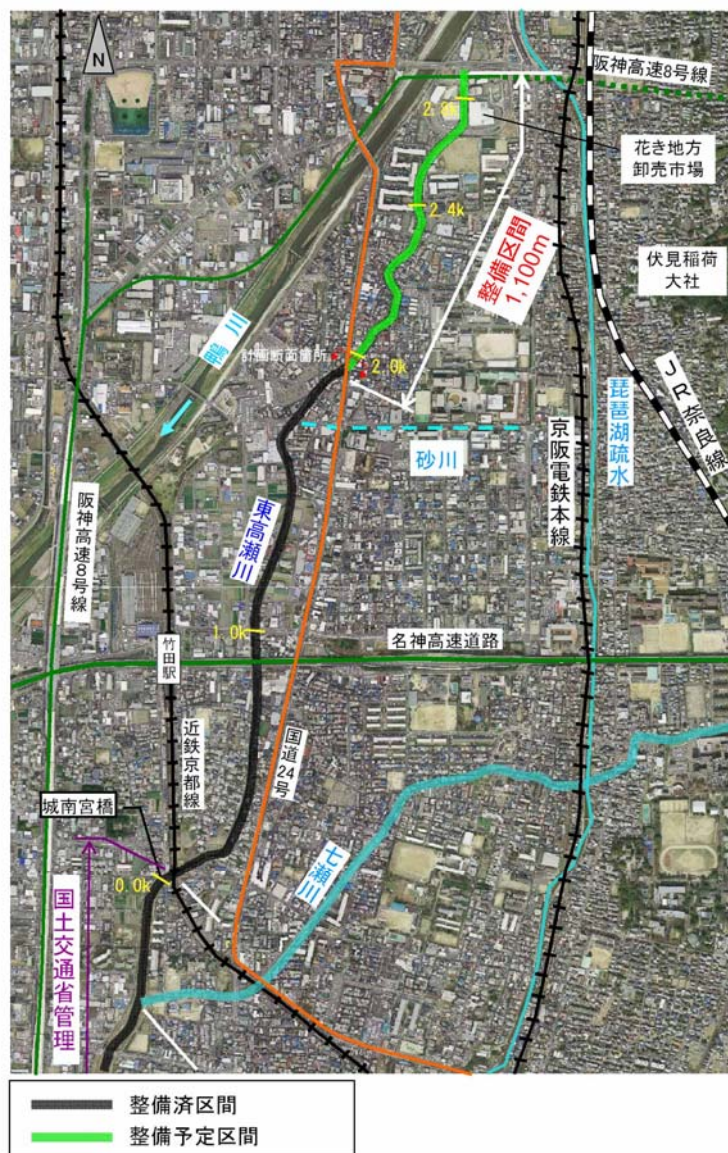 N
阪神高速8号線
2.8k
花き地方
卸売市場
2.4k
整備区間
1,100m
伏見稲荷
大社
鴨川
計画断面箇所
2.0k
JR奈良線
琵琶湖疏水
京阪電鉄本線
砂川
阪神高速8号線
東高瀬川
1.0k
名神高速道路
竹田駅
近鉄京都線
国道24号
城南宮橋
0.0k
七瀬川
国土交通省管理
整備済区間
整備予定区間